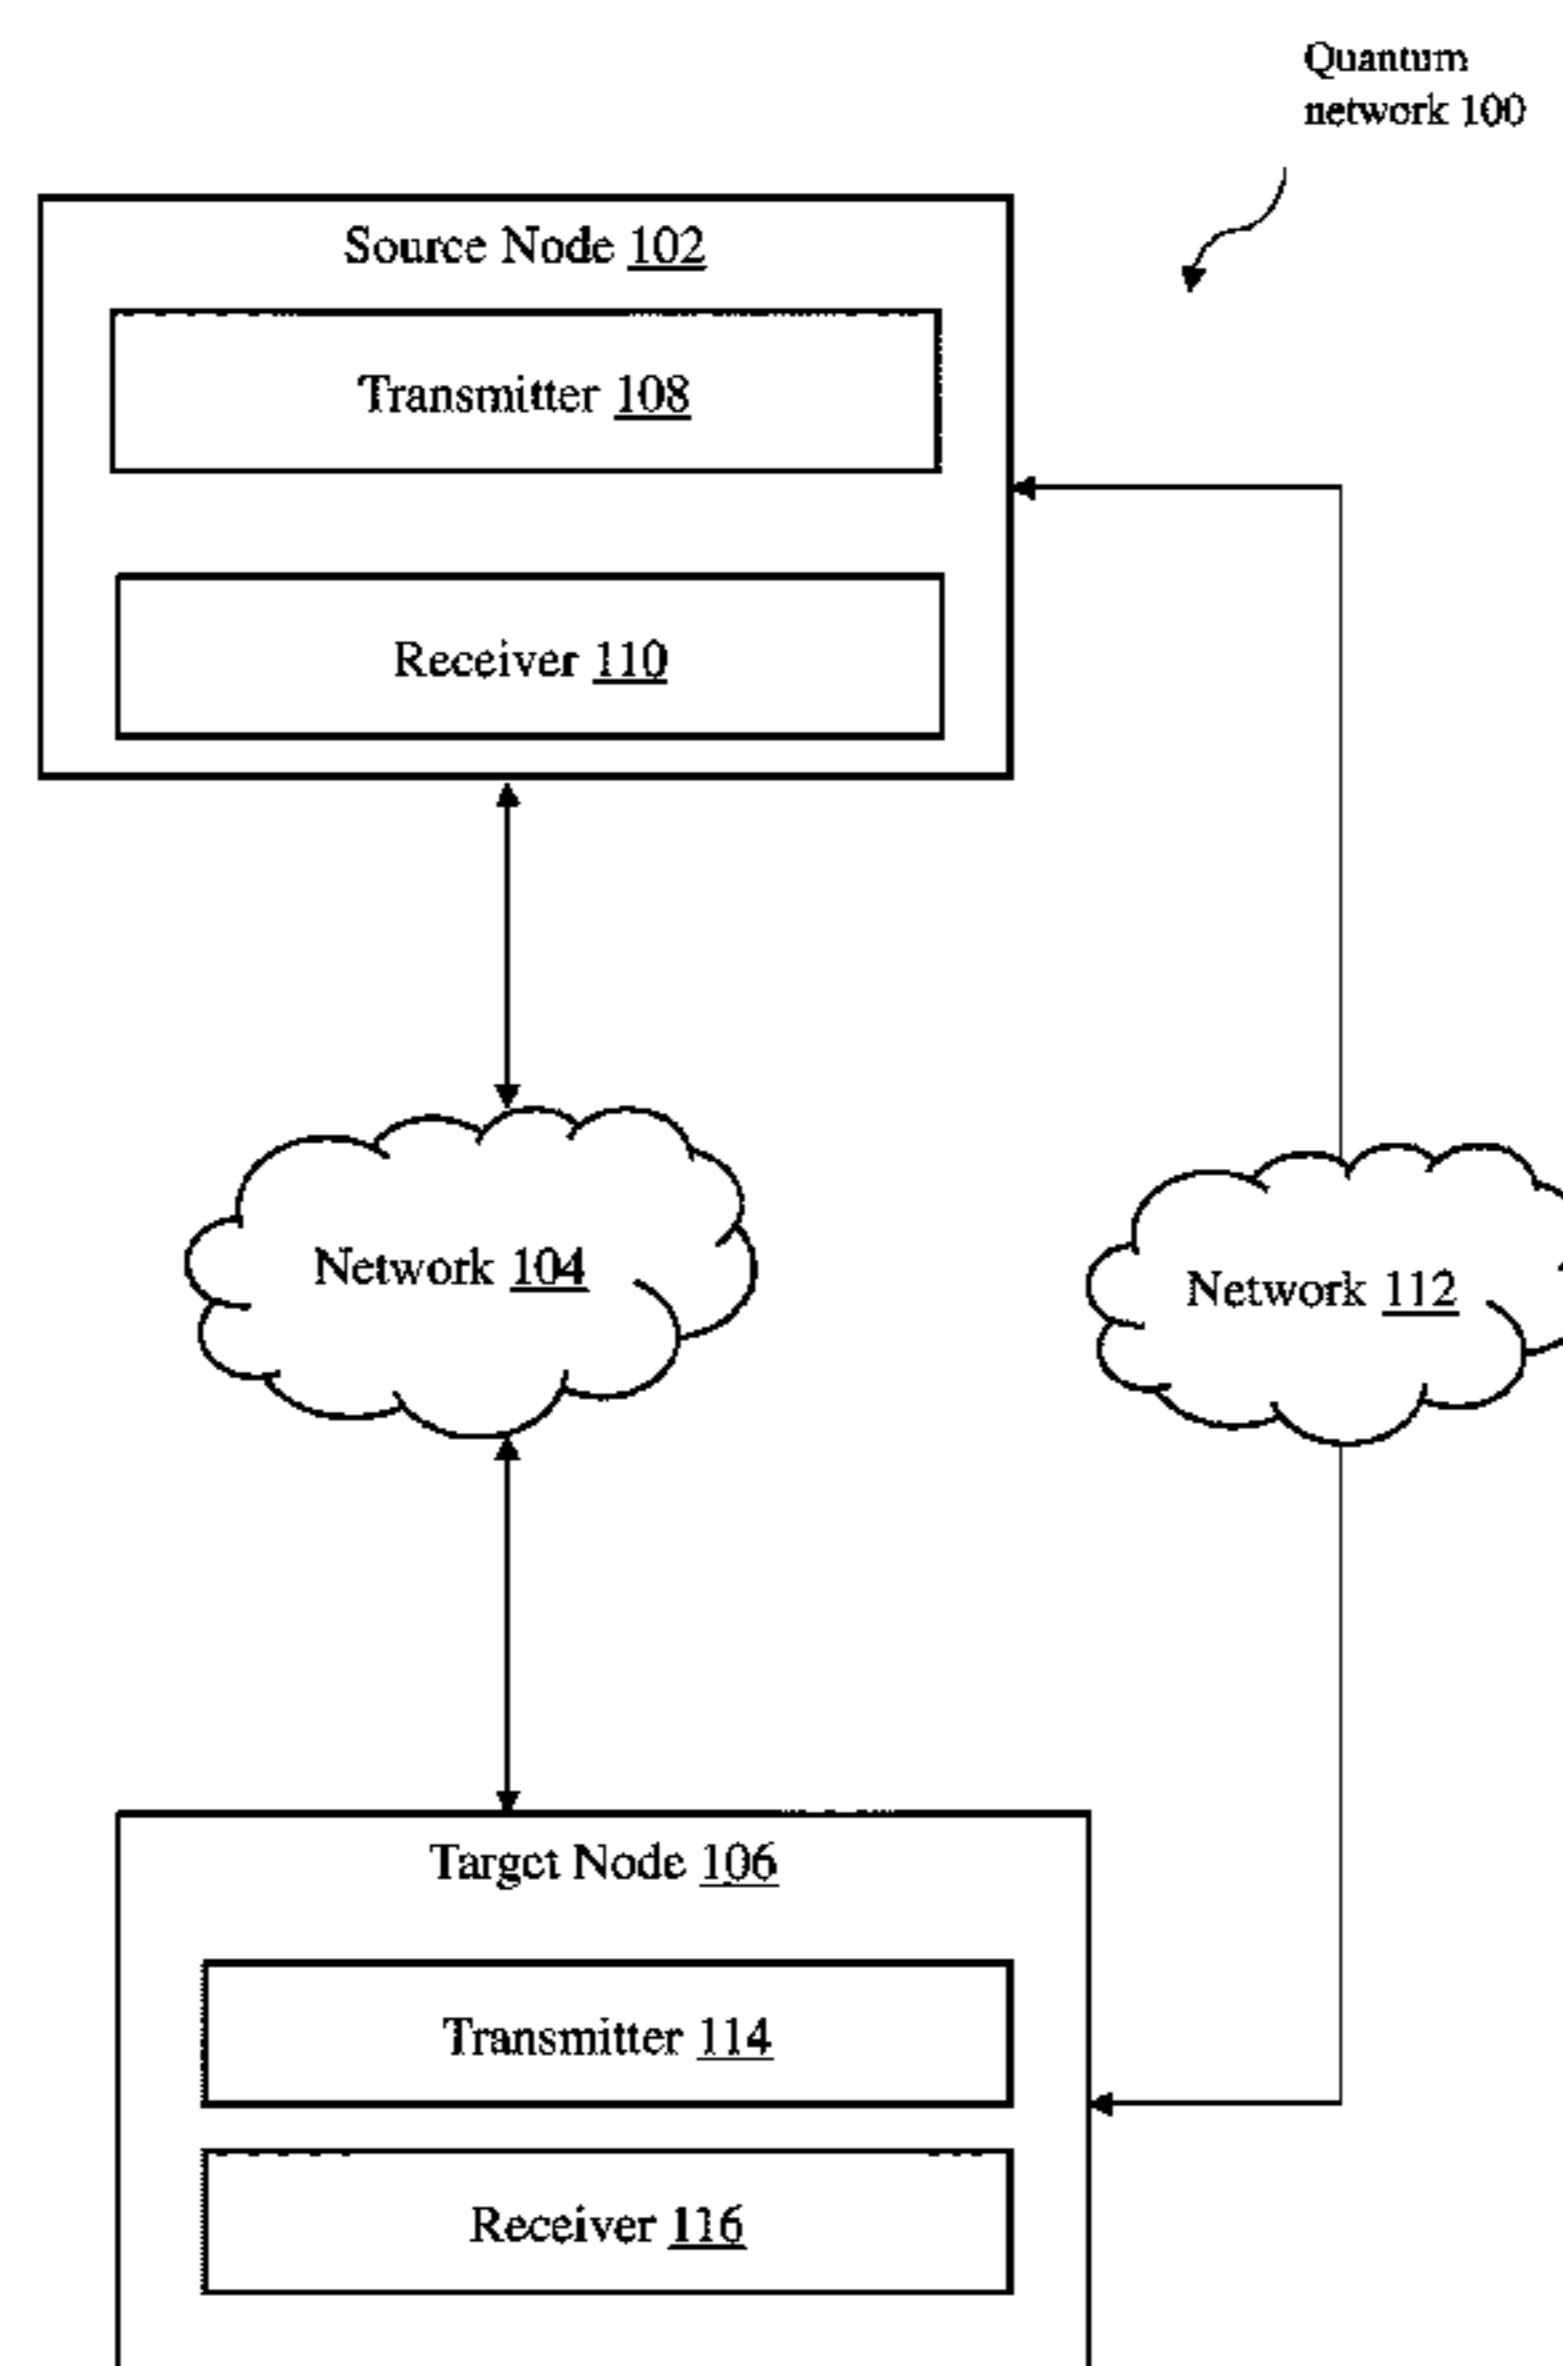 Quantum
network 100
Source Node 102
Transmitter 108
Receiver 110
Network 104
Network 112
Target Node 106
Transmitter 114
Receiver 116